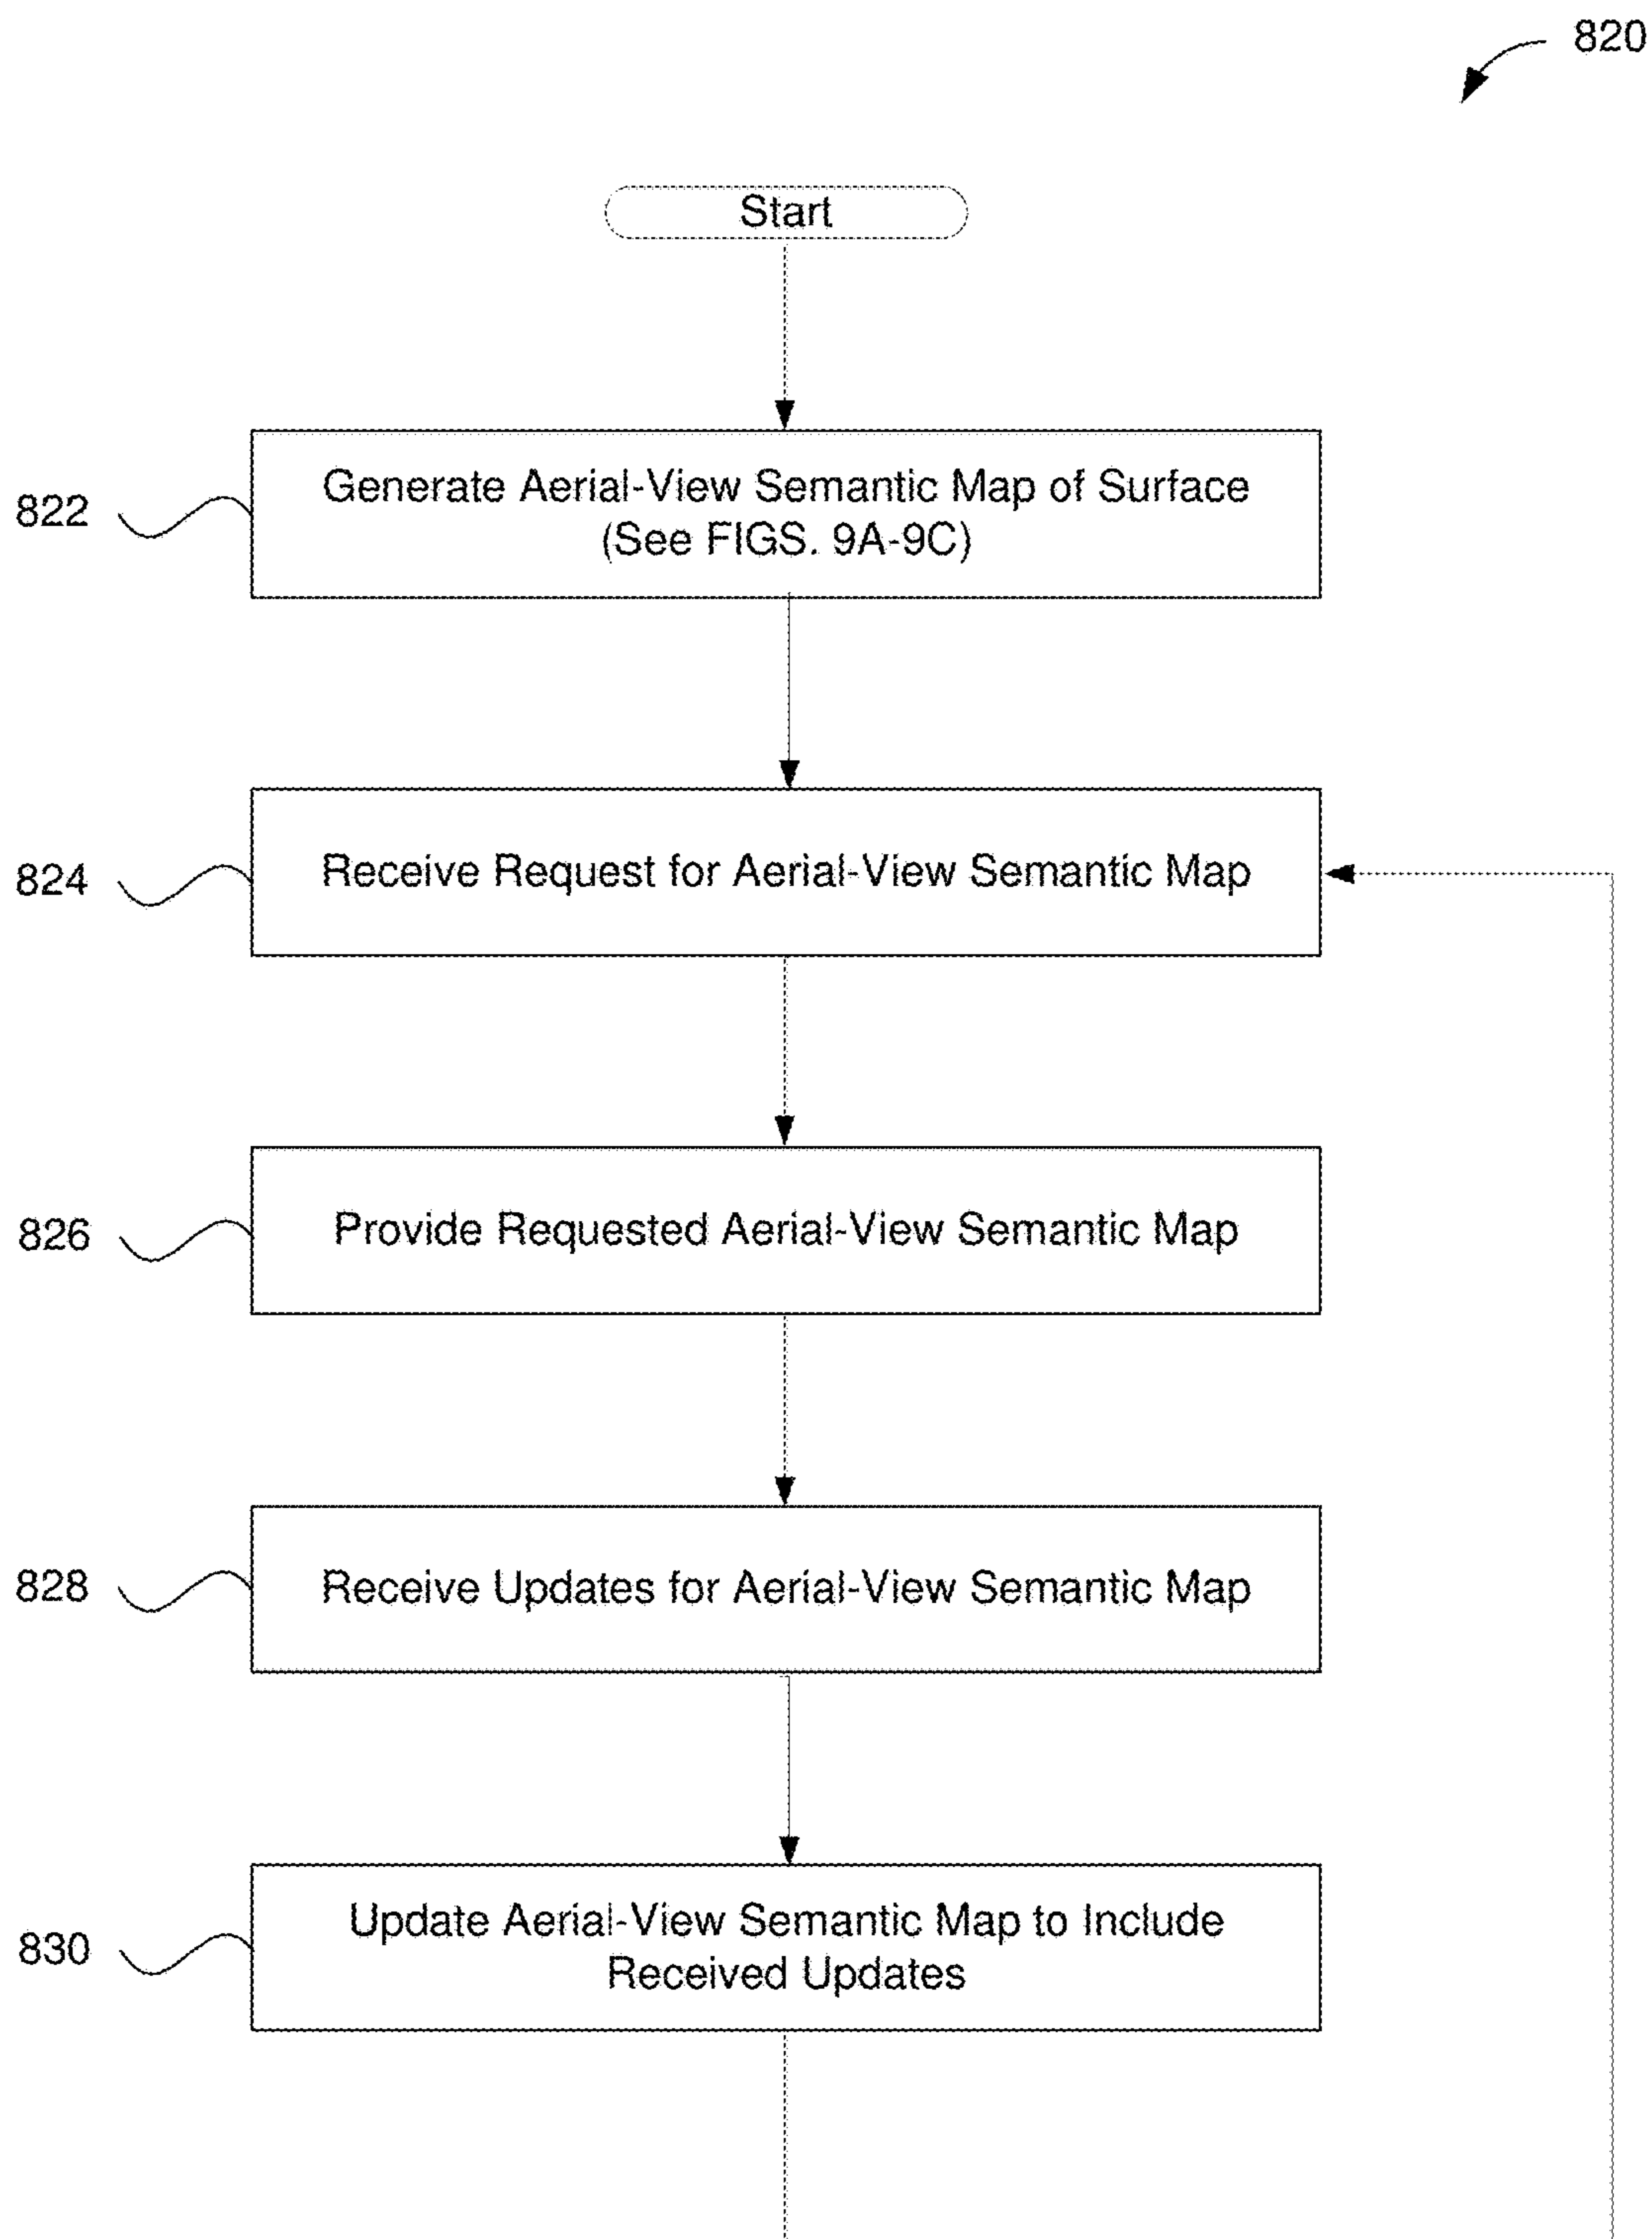 820
Start
822
Generate Aerial-View Semantic Map of Surface
(See FIGS. 9A-9C)
824
Receive Request for Aerial-View Semantic Map
826
Provide Requested Aerial-View Semantic Map
828
Receive Updates for Aerial-View Semantic Map
830
Update Aerial-View Semantic Map to Include
Received Updates